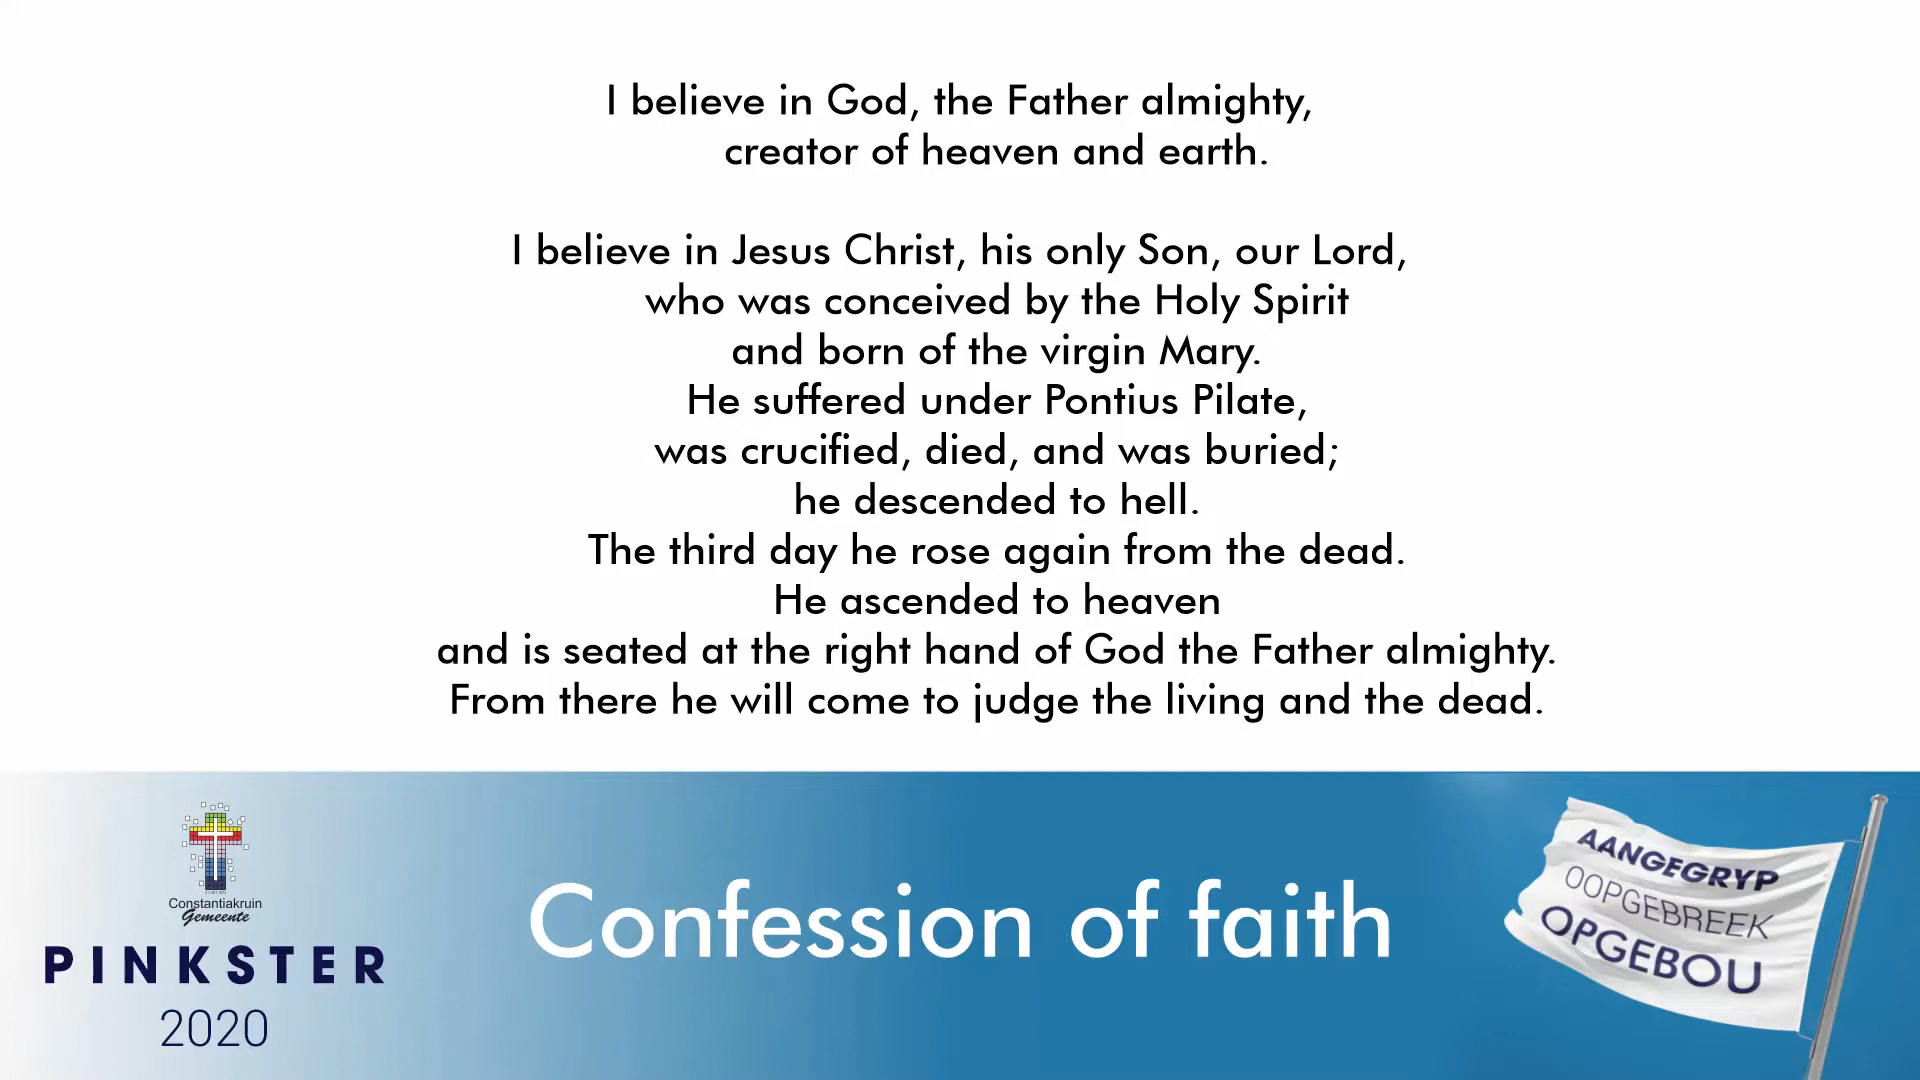 I believe in God, the Father almighty,
creator of heaven and earth.
I believe in Jesus Christ, his only Son, our Lord,
who was conceived by the Holy Spirit
and born of the virgin Mary.
He suffered under Pontius Pilate,
was crucified, died, and was buried;
he descended to hell.
The third day he rose again from the dead.
He ascended to heaven
and is seated at the right hand of God the Father almighty.
From there he will come to judge the living and the dead.
Constantiakruin
Gemeente
PINKSTER
2020
Confession of faith
AANGEGRYP
OOPGEBREEK
OPGEBOU